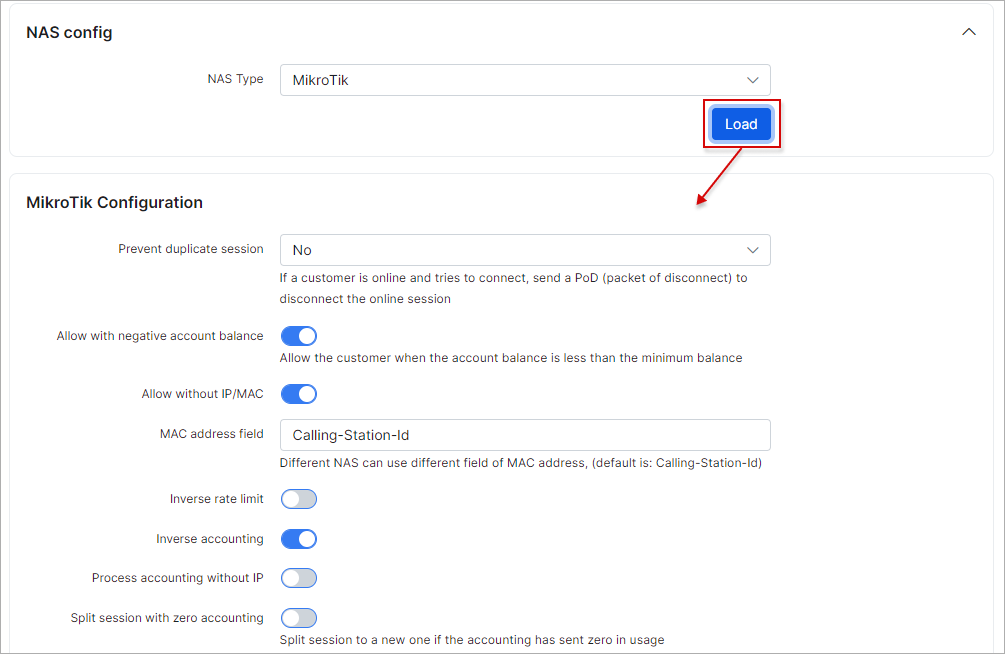 NAS config
NAS Type
MikroTik
Load
MikroTik Configuration
Prevent duplicate session
No
If a customer is online and tries to connect, send a PoD (packet of disconnect) to
disconnect the online session
Allow with negative account balance
Allow the customer when the account balance is less than the minimum balance
Allow without IP/MAC
MAC address field
Calling-Station-Id
Different NAS can use different field of MAC address, (default is: Calling-Station-Id)
Inverse rate limit
Inverse accounting
Process accounting without IP
Split session with zero accounting
Split session to a new one if the accounting has sent zero in usage